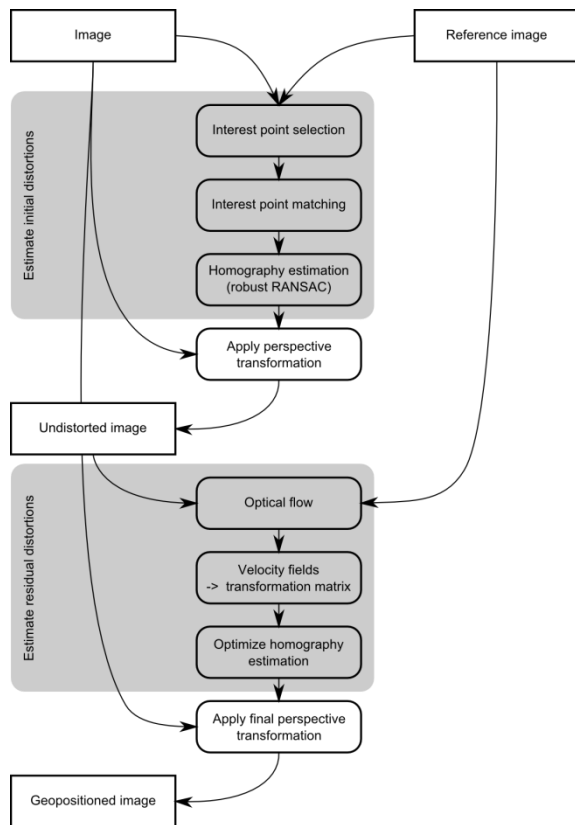 Image
Reference image
Estimate initial distortions
Interest point selection
Interest point matching
Homography estimation
(robust RANSAC)
Apply perspective
transformation
Undistorted image
Estimate residual distortions
Optical flow
Velocity fields
-> transformation matrix
Optimize homography
estimation
Apply final perspective
transformation
Geopositioned image